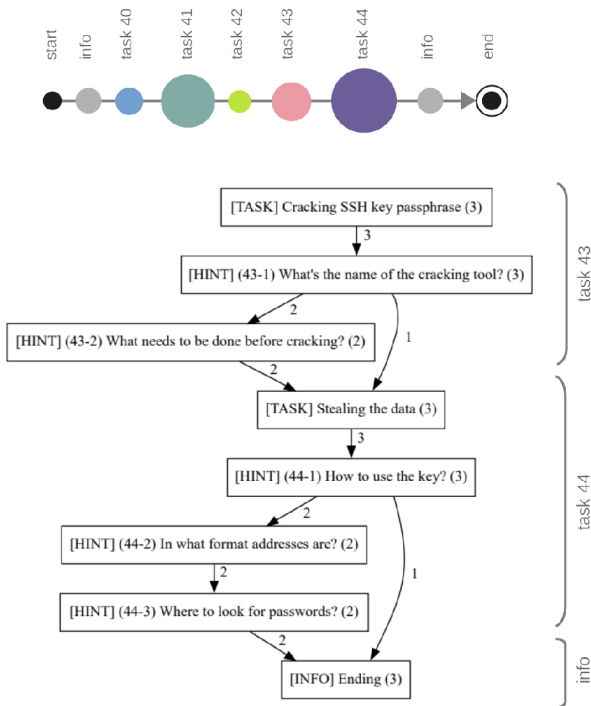 start
info
task 40
task 41
task 42
task 43
task 44
info
end
[TASK] Cracking SSH key passphrase (3)
3
[HINT] (43-1) What's the name of the cracking tool? (3)
2
1
[HINT] (43-2) What needs to be done before cracking? (2)
2
task 43
[TASK] Stealing the data (3)
3
[HINT] (44-1) How to use the key? (3)
2
1
[HINT] (44-2) In what format addresses are? (2)
2
[HINT] (44-3) Where to look for passwords? (2)
2
task 44
[INFO] Ending (3)
info